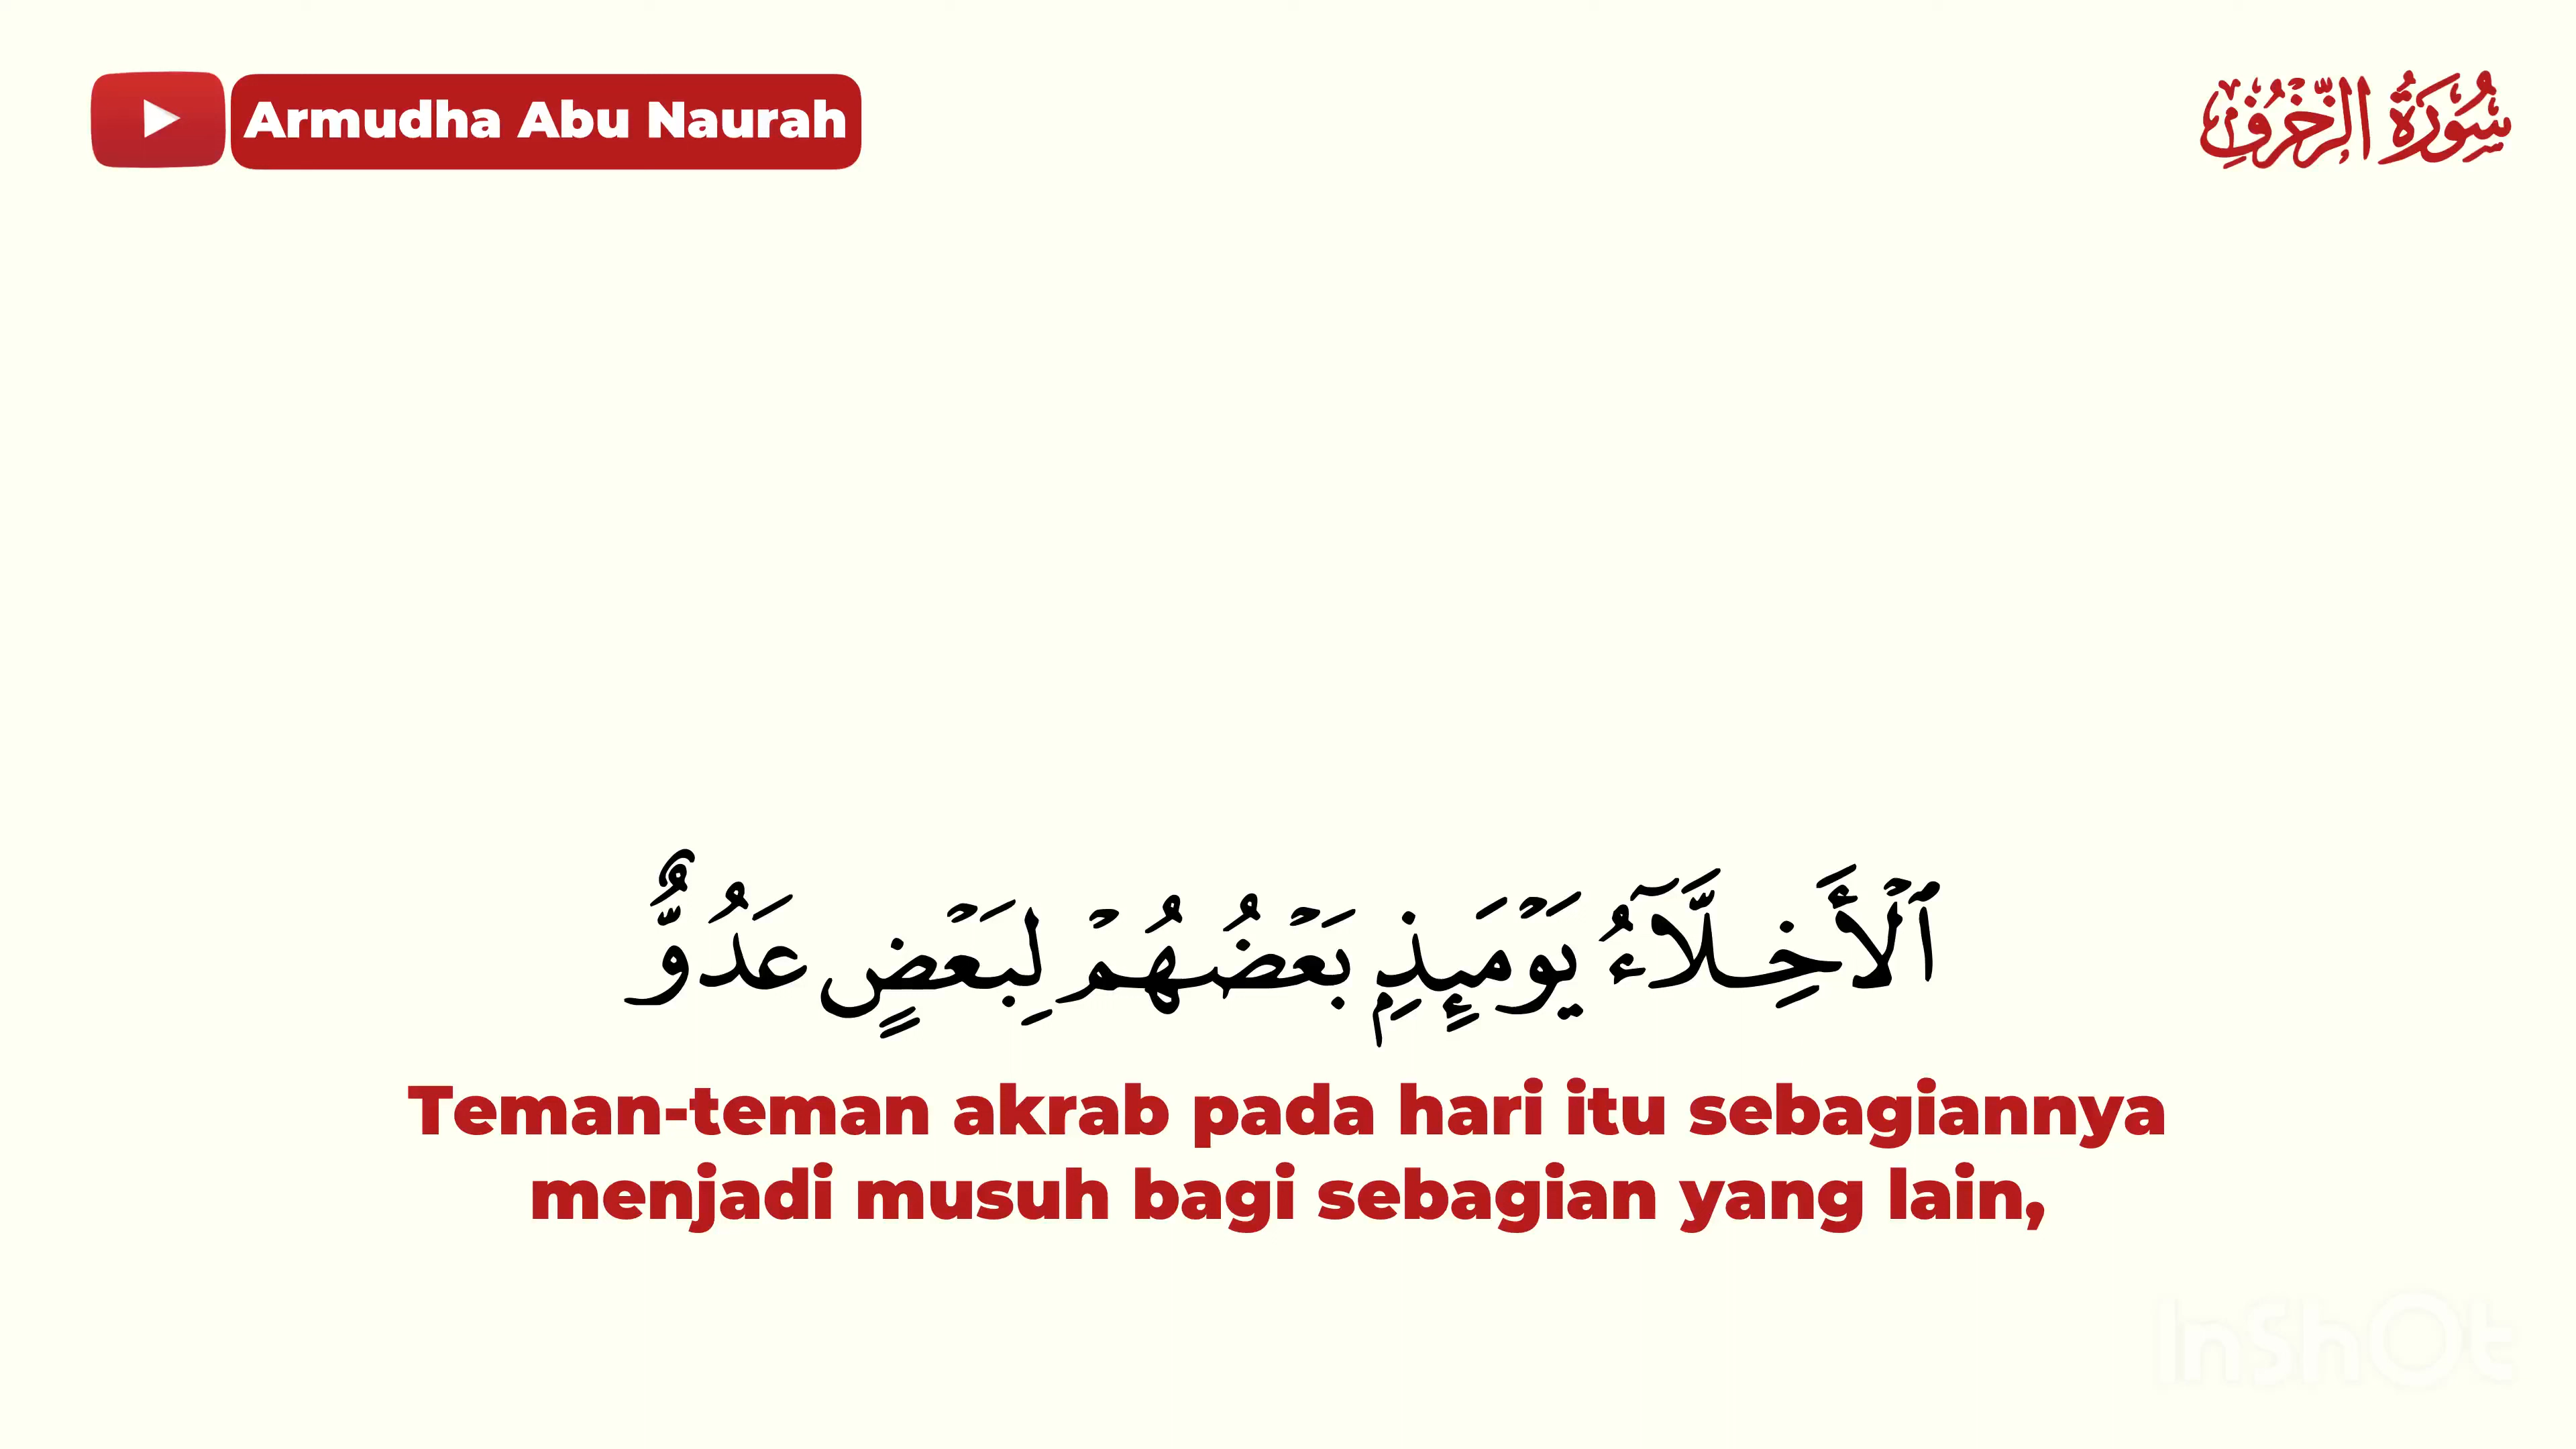 Armudha Abu Naurah
سُورَةُ الزُّخْرُفِ
ٱلْأَخِلَّآءُ يَوْمَئِذٍۭ بَعْضُهُمْ لِبَعْضٍ عَدُوٌّ
Teman-teman akrab pada hari itu sebagiannya
menjadi musuh bagi sebagian yang lain,
InShOt